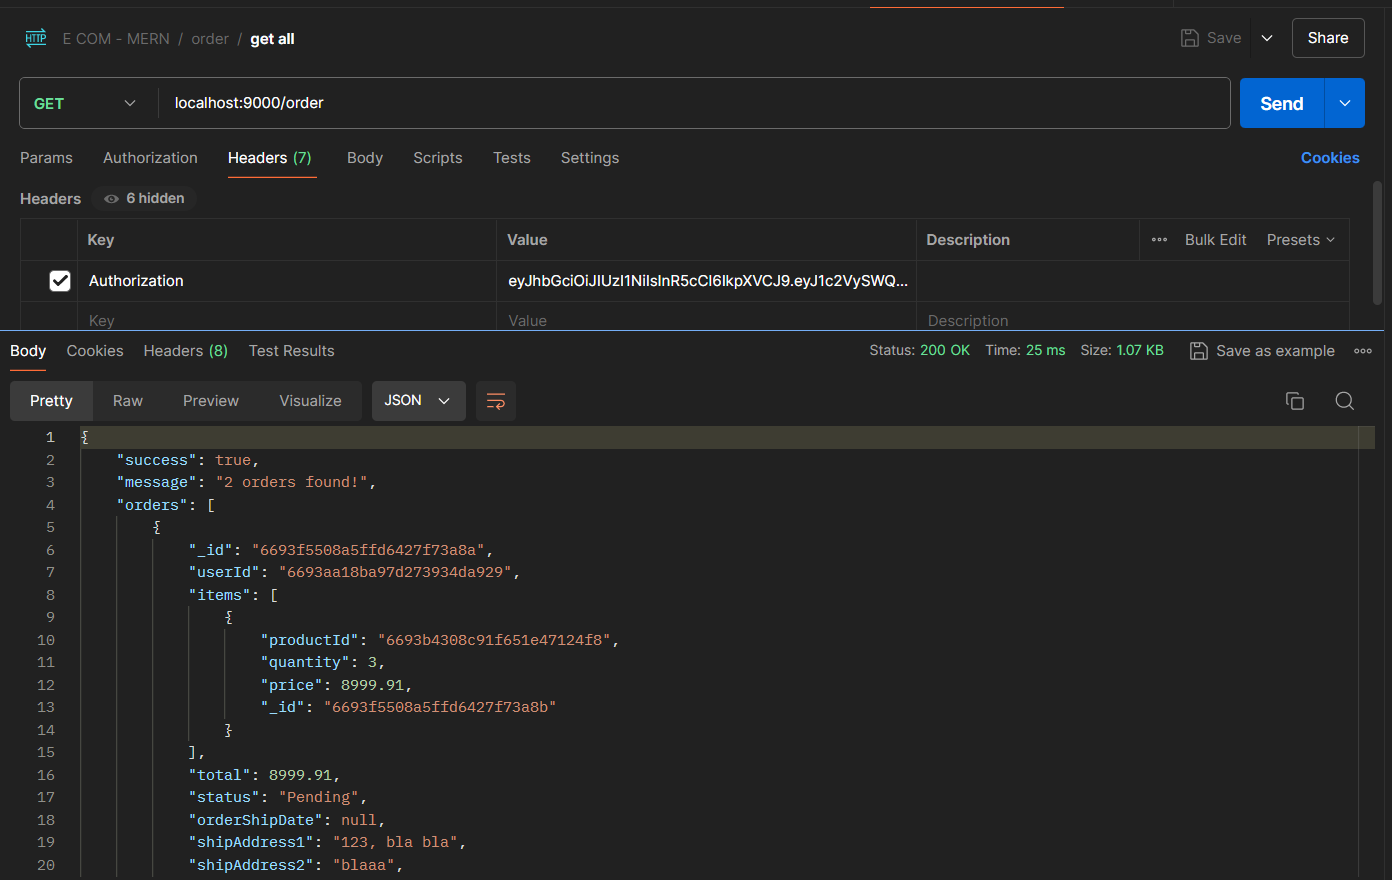 HTTP E COM - MERN / order / get all Save Share
GET localhost:9000/order Send
Params Authorization Headers (7) Body Scripts Tests Settings Cookies
Headers 6 hidden
Key Value Description Bulk Edit Presets
Authorization eyJhbGciOiJIUzI1NiIsInR5cCI6IkpXVCJ9.eyJ1c2VySWQ...
Key Value Description
Body Cookies Headers (8) Test Results Status: 200 OK Time: 25 ms Size: 1.07 KB Save as example
Pretty Raw Preview Visualize JSON
1 {
2 "success": true,
3 "message": "2 orders found!",
4 "orders": [
5 {
6 "_id": "6693f5508a5ffd6427f73a8a",
7 "userId": "6693aa18ba97d273934da929",
8 "items": [
9 {
10 "productId": "6693b4308c91f651e47124f8",
11 "quantity": 3,
12 "price": 8999.91,
13 "_id": "6693f5508a5ffd6427f73a8b"
14 }
15 ],
16 "total": 8999.91,
17 "status": "Pending",
18 "orderShipDate": null,
19 "shipAddress1": "123, bla bla",
20 "shipAddress2": "blaaa",